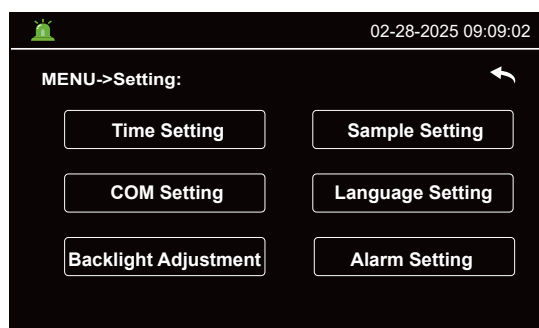 02-28-2025 09:09:02
MENU->Setting:
Time Setting
Sample Setting
COM Setting
Language Setting
Backlight Adjustment
Alarm Setting